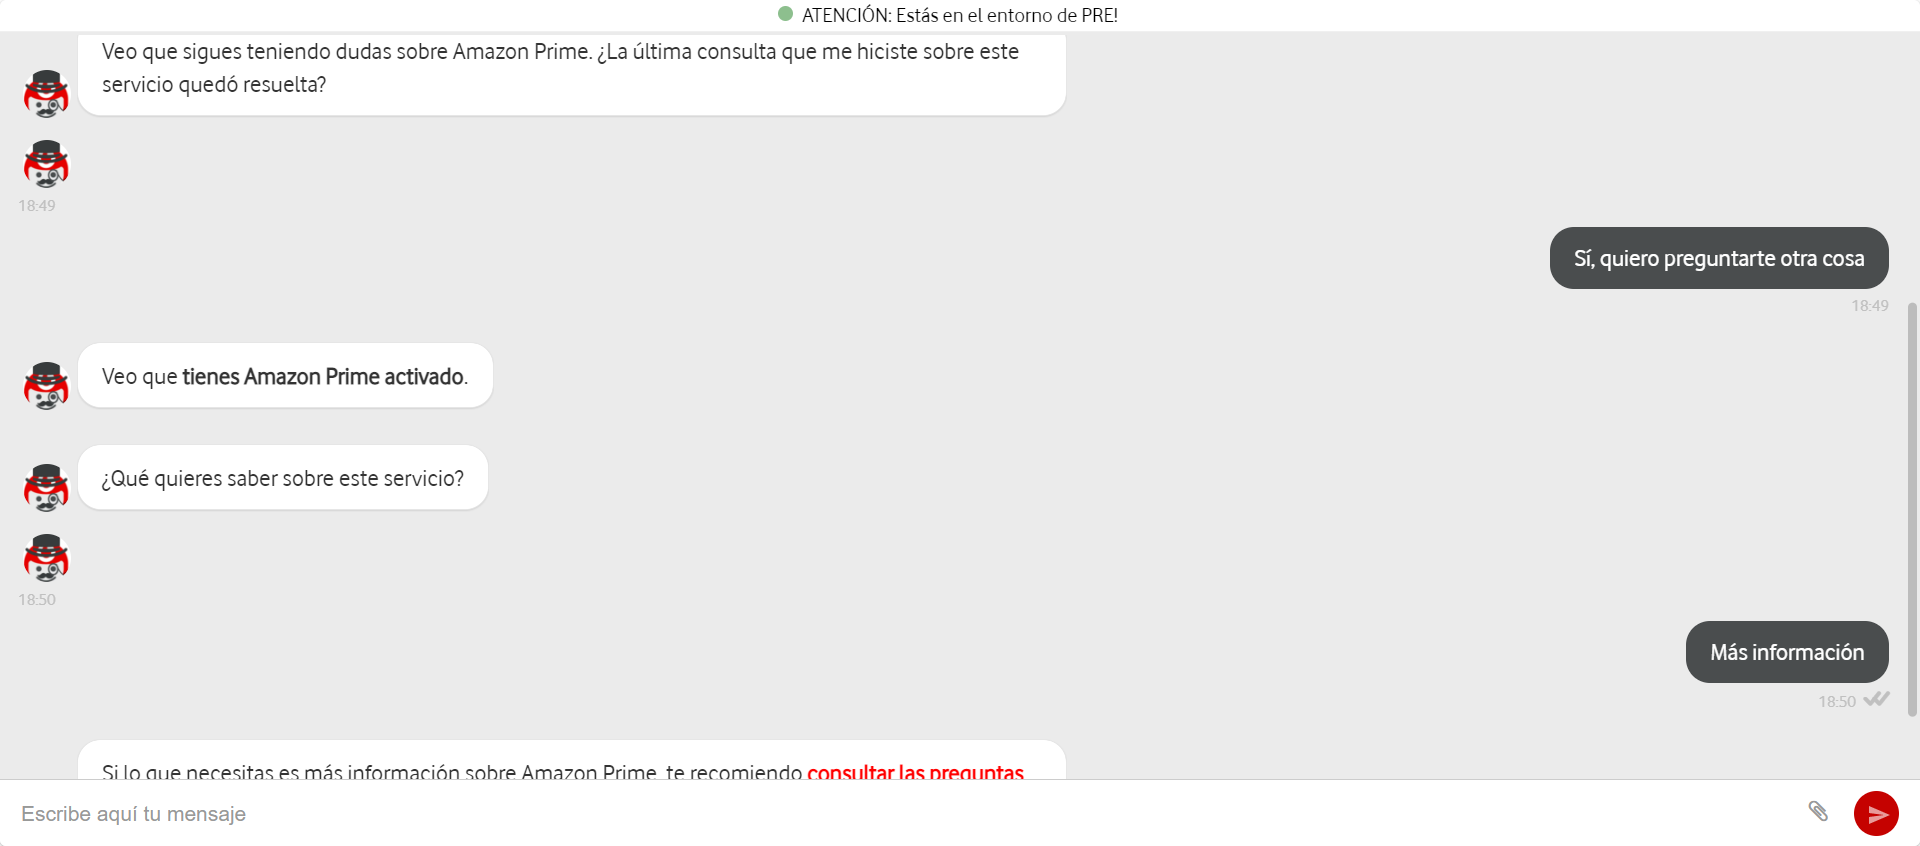 ATENCIÓN: Estás en el entorno de PRE!
Veo que sigues teniendo dudas sobre Amazon Prime. ¿La última consulta que me hiciste sobre este
servicio quedó resuelta?
18:49
Sí, quiero preguntarte otra cosa
18:49
Veo que tienes Amazon Prime activado.
¿Qué quieres saber sobre este servicio?
18:50
Más información
18:50
Si lo que necesitas es más información sobre Amazon Prime, te recomiendo consultar las preguntas
Escribe aquí tu mensaje